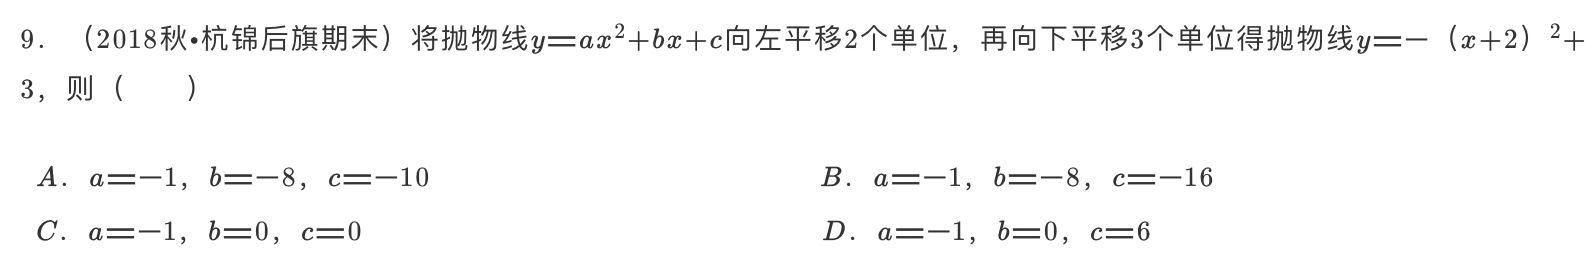 9. （2018秋•杭锦后旗期末）将抛物线y=ax²+bx+c向左平移2个单位，再向下平移3个单位得抛物线y=－（x+2）²+
3，则（　　）
A. a=－1，b=－8，c=－10　　B. a=－1，b=－8，c=－16
C. a=－1，b=0，c=0　　D. a=－1，b=0，c=6